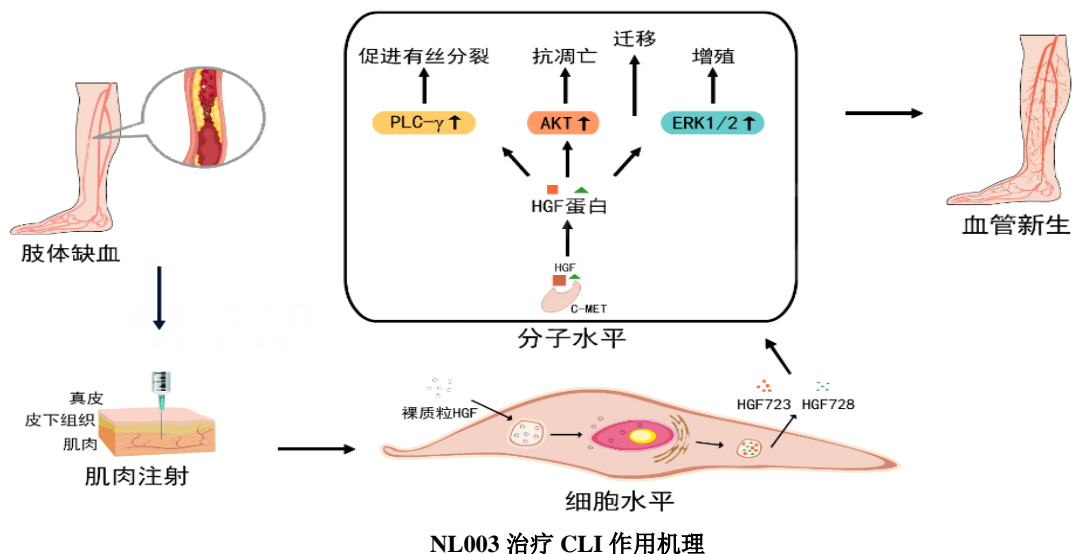 促进有丝分裂
抗凋亡
迁移
增殖
PLC-γ↑
AKT↑
ERK1/2↑
HGF蛋白
HGF
C-MET
分子水平
肢体缺血
血管新生
真皮
皮下组织
肌肉
肌肉注射
裸质粒HGF
HGF723
HGF728
细胞水平
NL003 治疗 CLI 作用机理